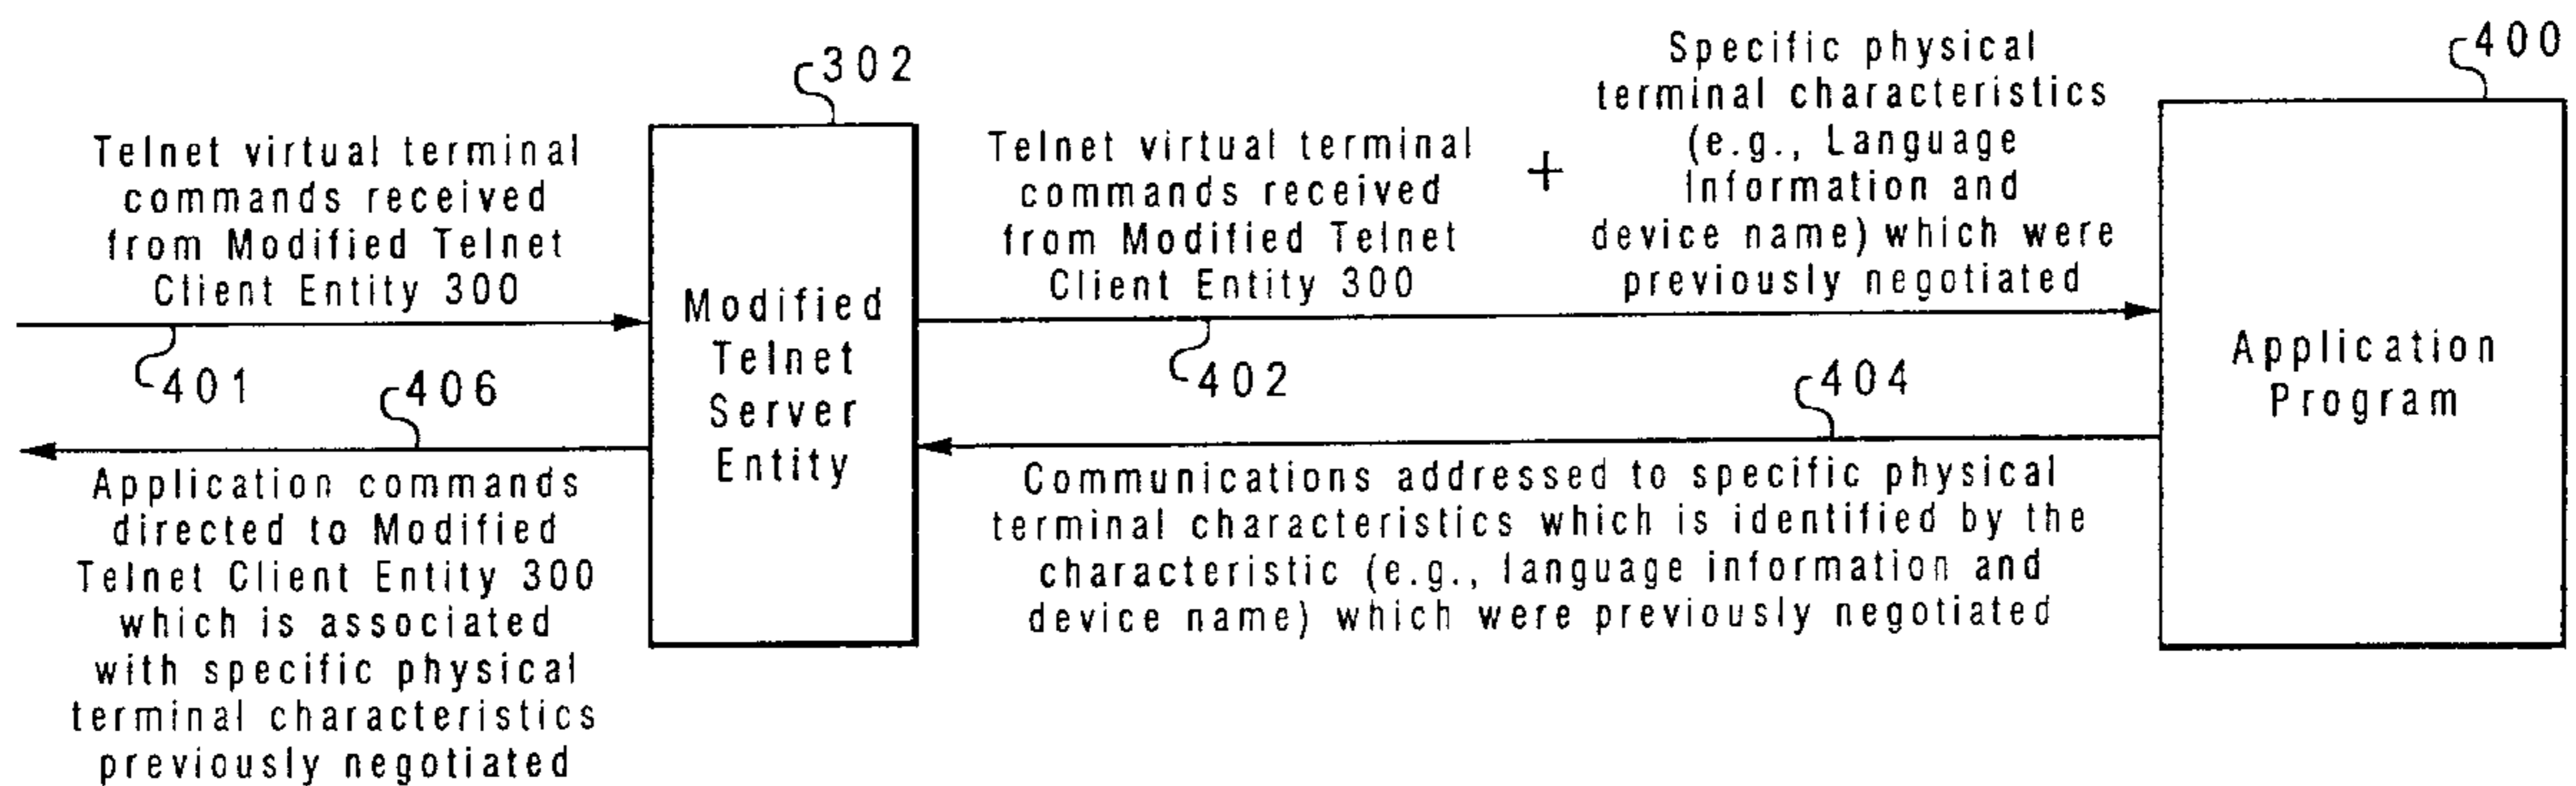 302
Specific physical
terminal characteristics
(e.g., Language
Information and
device name) which were
previously negotiated
400
Telnet virtual terminal
commands received
from Modified Telnet
Client Entity 300
Telnet virtual terminal
commands received
from Modified Telnet
Client Entity 300
+
Modified
Telnet
Server
Entity
Application
Program
401
406
402
404
Application commands
directed to Modified
Telnet Client Entity 300
which is associated
with specific physical
terminal characteristics
previously negotiated
Communications addressed to specific physical
terminal characteristics which is identified by the
characteristic (e.g., language information and
device name) which were previously negotiated